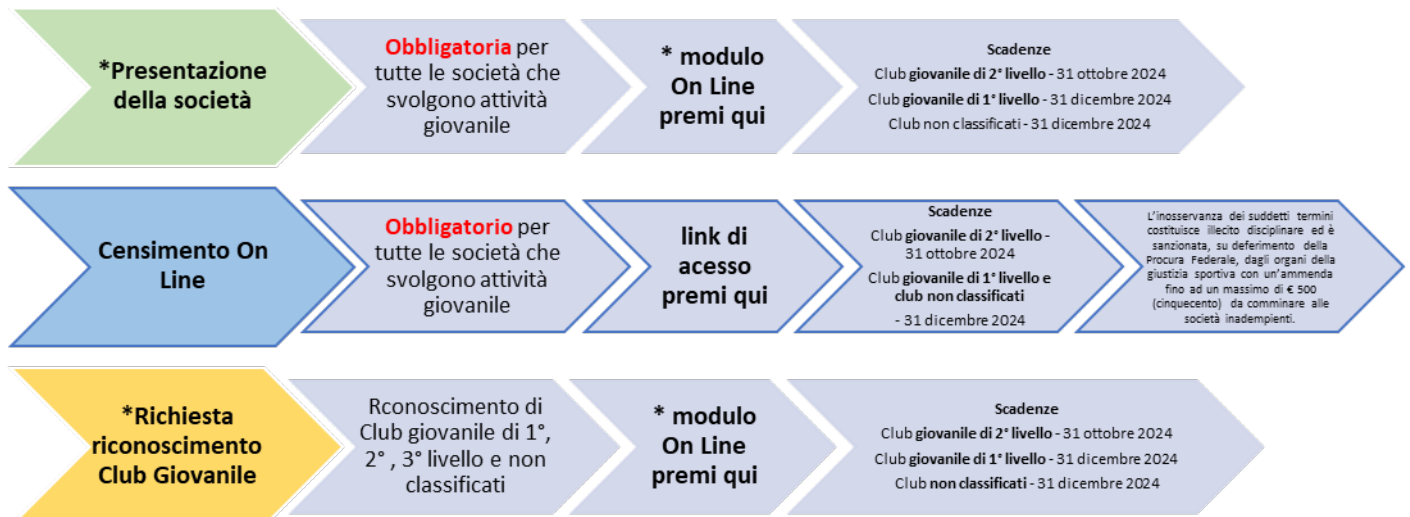 *Presentazione
della società
Obbligatoria per
tutte le società che
svolgono attività
giovanile
* modulo
On Line
premi qui
Scadenze
Club giovanile di 2° livello - 31 ottobre 2024
Club giovanile di 1° livello - 31 dicembre 2024
Club non classificati - 31 dicembre 2024
Censimento On
Line
Obbligatorio per
tutte le società che
svolgono attività
giovanile
link di
acesso
premi qui
Scadenze
Club giovanile di 2° livello -
31 ottobre 2024
Club giovanile di 1° livello e
club non classificati
- 31 dicembre 2024
L'inosservanza dei suddetti termini
costituisce illecito disciplinare ed è
sanzionata, su deferimento della
Procura Federale, dagli organi della
giustizia sportiva con un'ammenda
fino ad un massimo di € 500
(cinquecento) da comminare alle
società inadempienti.
*Richiesta
riconoscimento
Club Giovanile
Rconoscimento di
Club giovanile di 1°,
2° , 3° livello e non
classificati
* modulo
On Line
premi qui
Scadenze
Club giovanile di 2° livello - 31 ottobre 2024
Club giovanile di 1° livello - 31 dicembre 2024
Club non classificati - 31 dicembre 2024